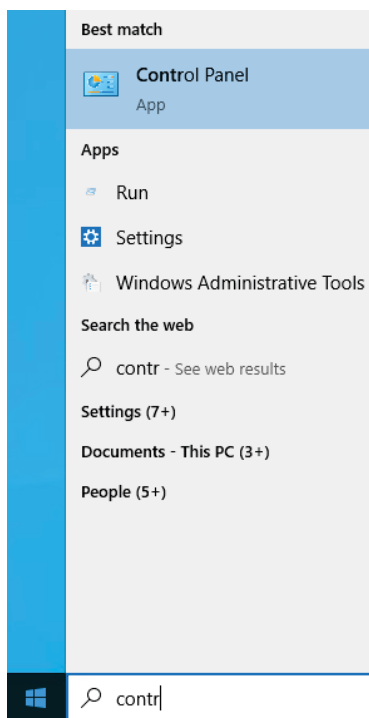 Best match
Control Panel
App
Apps
Run
Settings
Windows Administrative Tools
Search the web
contr - See web results
Settings (7+)
Documents - This PC (3+)
People (5+)
contr